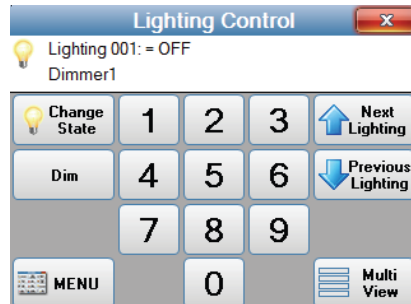 Lighting Control
x
Lighting 001: = OFF
Dimmer1
Change
State
1
2
3
Next
Lighting
Dim
4
5
6
Previous
Lighting
7
8
9
MENU
0
Multi
View